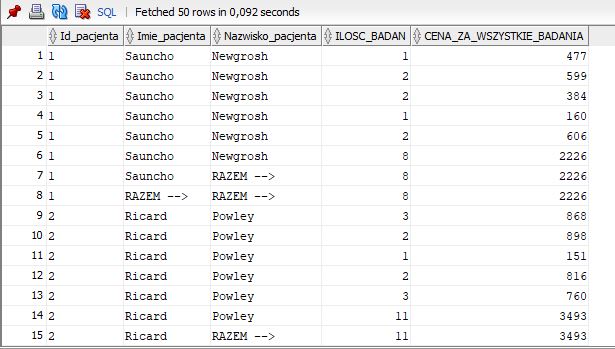 SQL | Fetched 50 rows in 0,092 seconds
Id_pacjenta Imie_pacjenta Nazwisko_pacjenta ILOSC_BADAN CENA_ZA_WSZYSTKIE_BADANIA
1 1 Sauncho Newgrosh 1 477
2 1 Sauncho Newgrosh 2 599
3 1 Sauncho Newgrosh 2 384
4 1 Sauncho Newgrosh 1 160
5 1 Sauncho Newgrosh 2 606
6 1 Sauncho Newgrosh 8 2226
7 1 Sauncho RAZEM --> 8 2226
8 1 RAZEM --> RAZEM --> 8 2226
9 2 Ricard Powley 3 868
10 2 Ricard Powley 2 898
11 2 Ricard Powley 1 151
12 2 Ricard Powley 2 816
13 2 Ricard Powley 3 760
14 2 Ricard Powley 11 3493
15 2 Ricard RAZEM --> 11 3493